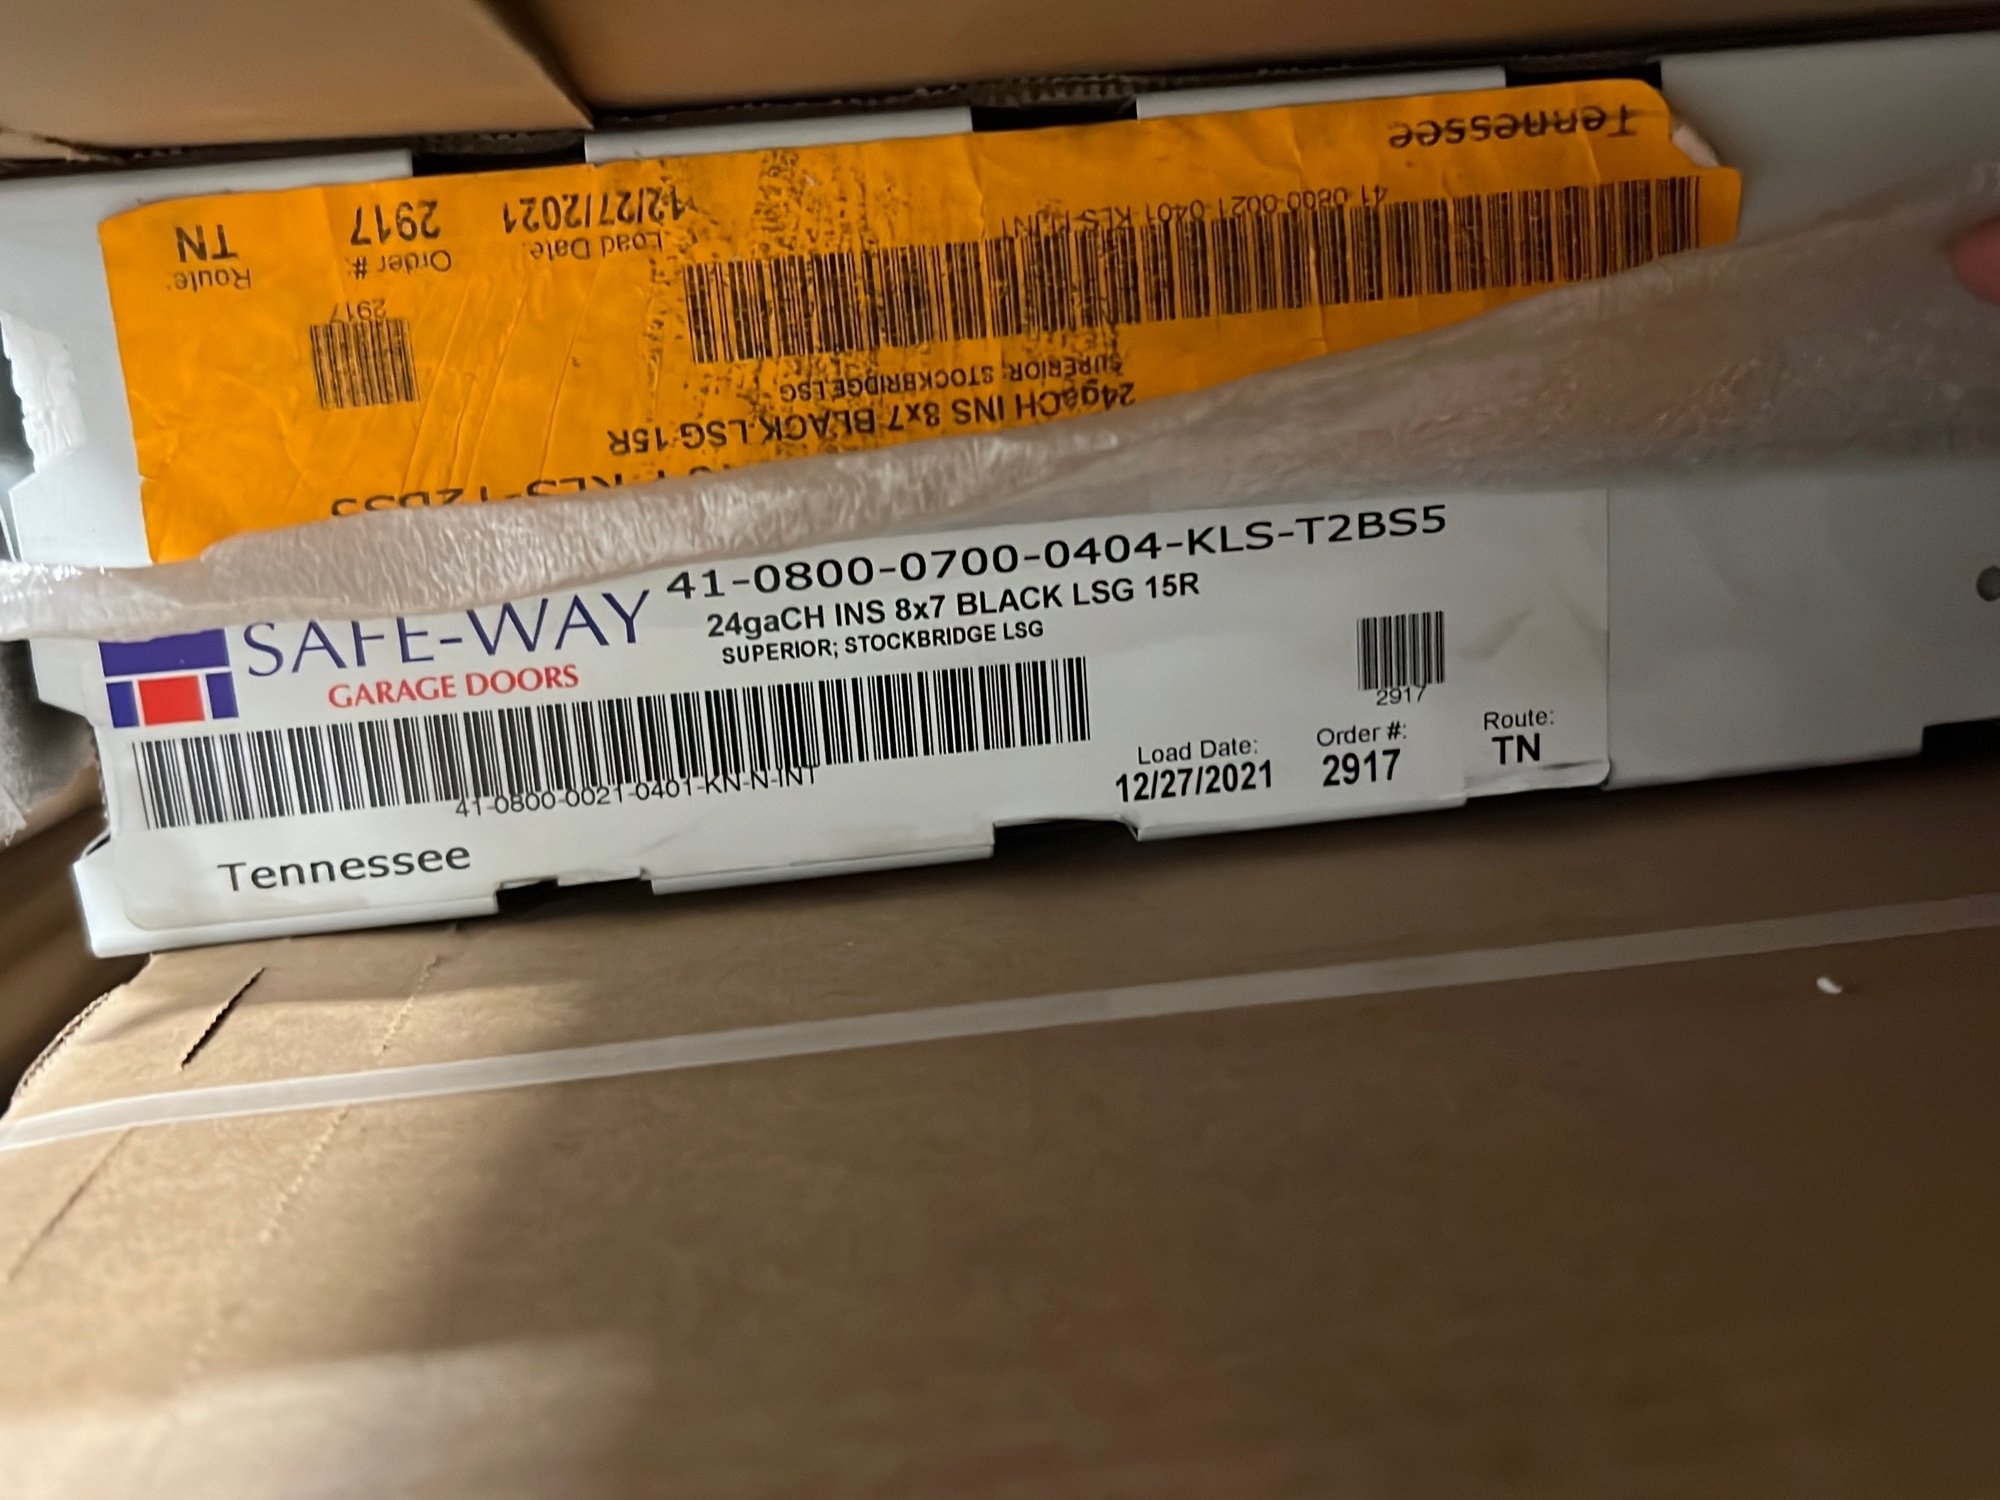 Tennessee
41-0800-0021-0401-KLS-
Route:
TN
Order #:
2917
Load Date:
12/27/2021
2917
SUPERIOR; STOCKBRIDGE LSG
24gaCH INS 8x7 BLACK LSG 15R
SAFE-WAY
GARAGE DOORS
41-0800-0700-0404-KLS-T2BS5
24gaCH INS 8x7 BLACK LSG 15R
SUPERIOR; STOCKBRIDGE LSG
41-0800-0021-0401-KN-N-INT
2917
Load Date:
12/27/2021
Order #:
2917
Route:
TN
Tennessee